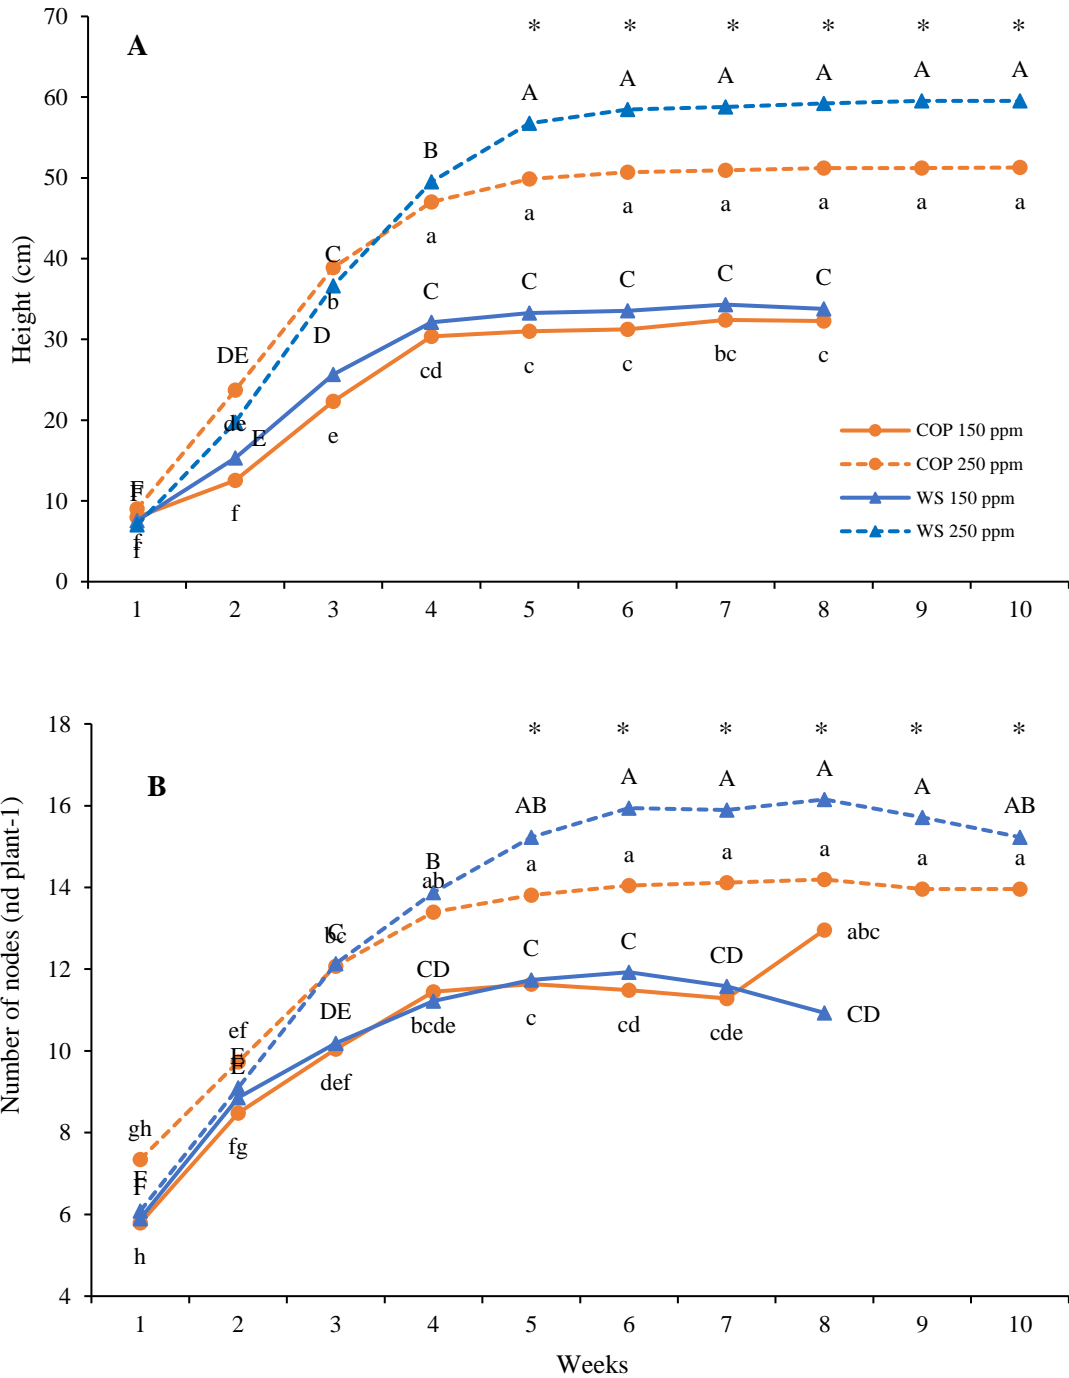 70
* * * * * *
A
A A A A A A
60
B
50
a a a a a a a
40
C
b
C C C C C
D
30
DE
cd c c bc c
e
20
de
E
f
10
F
F
f
f
0
Height (cm)
COP 150 ppm
COP 250 ppm
WS 150 ppm
WS 250 ppm
1 2 3 4 5 6 7 8 9 10
18
* * * * * *
B
A A A A
AB AB
16
B
ab
a a a a a a
14
C
bc
abc
12
CD C C CD
DE
bcde c cd cde
CD
10
ef
E
E
def
fg
8
gh
F
F
6
h
4
Number of nodes (nd plant-1)
1 2 3 4 5 6 7 8 9 10
Weeks